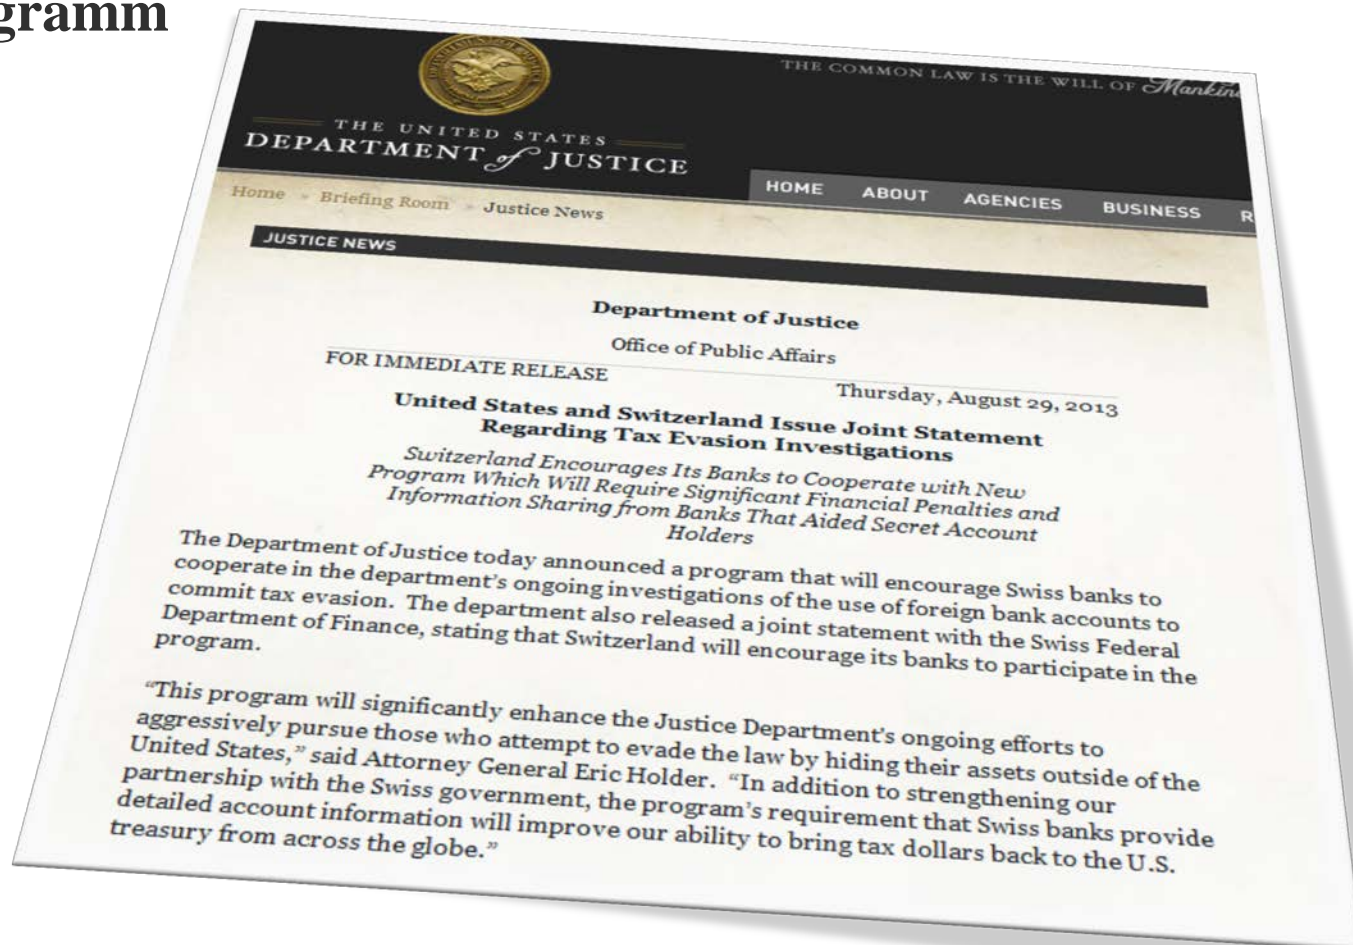 gramm
THE COMMON LAW IS THE WILL OF Mankin
THE UNITED STATES
DEPARTMENT of JUSTICE
HOME ABOUT AGENCIES BUSINESS R
Home » Briefing Room » Justice News
JUSTICE NEWS
Department of Justice
Office of Public Affairs
FOR IMMEDIATE RELEASE
Thursday, August 29, 2013
United States and Switzerland Issue Joint Statement
Regarding Tax Evasion Investigations
Switzerland Encourages Its Banks to Cooperate with New
Program Which Will Require Significant Financial Penalties and
Information Sharing from Banks That Aided Secret Account
Holders
The Department of Justice today announced a program that will encourage Swiss banks to
cooperate in the department's ongoing investigations of the use of foreign bank accounts to
commit tax evasion.  The department also released a joint statement with the Swiss Federal
Department of Finance, stating that Switzerland will encourage its banks to participate in the
program.
“This program will significantly enhance the Justice Department's ongoing efforts to
aggressively pursue those who attempt to evade the law by hiding their assets outside of the
United States,” said Attorney General Eric Holder.  “In addition to strengthening our
partnership with the Swiss government, the program's requirement that Swiss banks provide
detailed account information will improve our ability to bring tax dollars back to the U.S.
treasury from across the globe.”